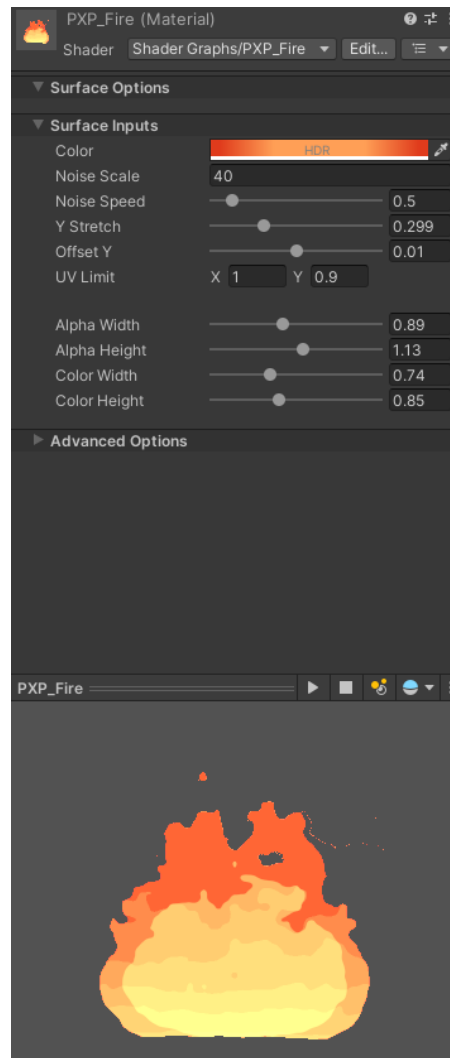 PXP_Fire (Material)
Shader Shader Graphs/PXP_Fire Edit...
Surface Options
Surface Inputs
Color HDR
Noise Scale 40
Noise Speed 0.5
Y Stretch 0.299
Offset Y 0.01
UV Limit X 1 Y 0.9
Alpha Width 0.89
Alpha Height 1.13
Color Width 0.74
Color Height 0.85
Advanced Options
PXP_Fire